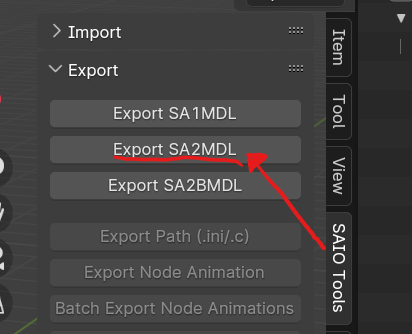 Import
Export
Export SA1MDL
Export SA2MDL
Export SA2BMDL
Export Path (.ini/.c)
Export Node Animation
Batch Export Node Animations
Item
Tool
View
SAIO Tools